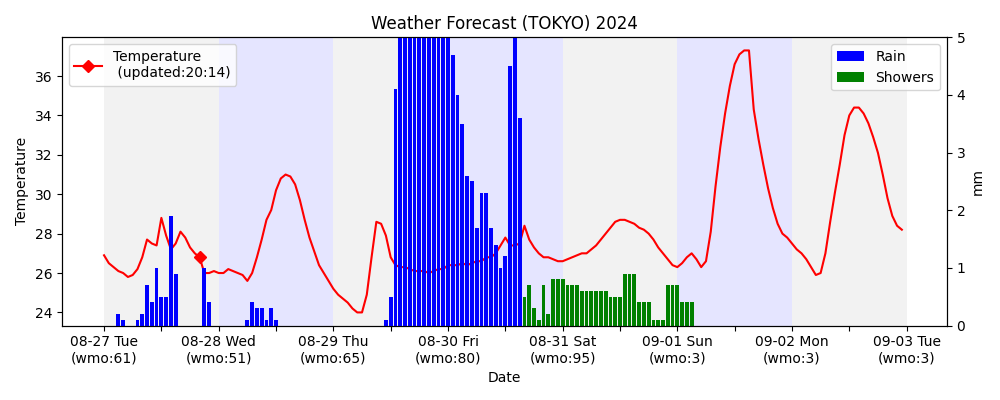 Weather Forecast (TOKYO) 2024
Temperature
(updated:20:14)
Rain
Showers
Temperature
36
34
32
30
28
26
24
5
4
3
2
1
0
mm
08-27 Tue
(wmo:61)
08-28 Wed
(wmo:51)
08-29 Thu
(wmo:65)
08-30 Fri
(wmo:80)
08-31 Sat
(wmo:95)
09-01 Sun
(wmo:3)
09-02 Mon
(wmo:3)
09-03 Tue
(wmo:3)
Date